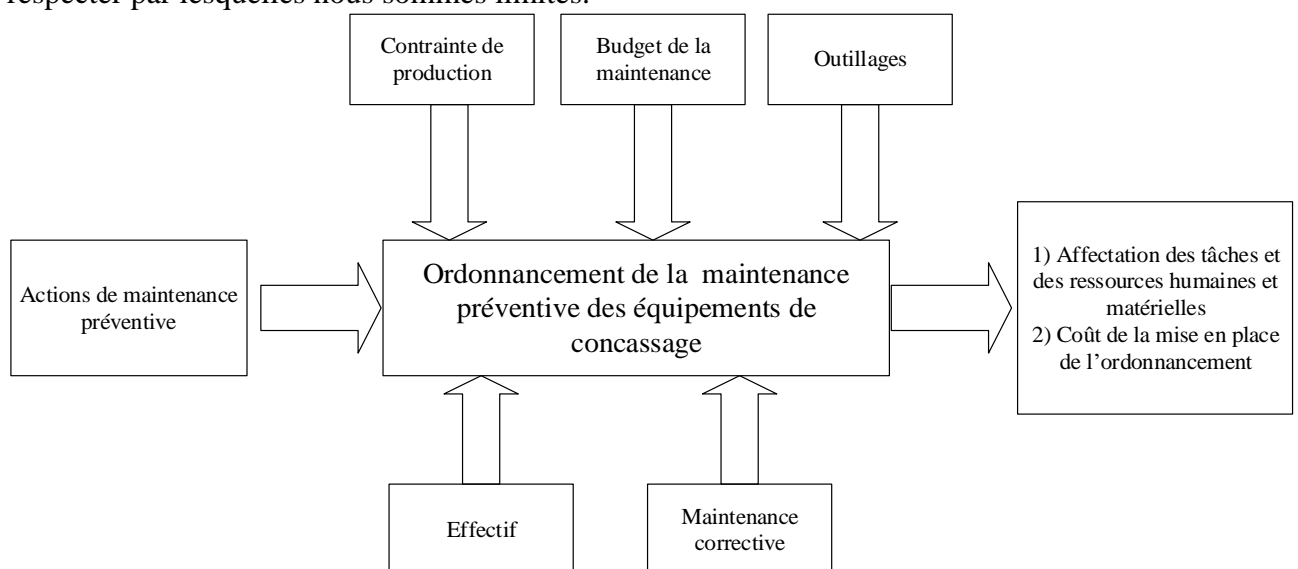 respecter par lesquelles nous sommes limités.
Contrainte de
production
Budget de la
maintenance
Outillages
Actions de maintenance
préventive
Ordonnancement de la maintenance
préventive des équipements de
concassage
1) Affectation des tâches et
des ressources humaines et
matérielles
2) Coût de la mise en place
de l’ordonnancement
Effectif
Maintenance
corrective